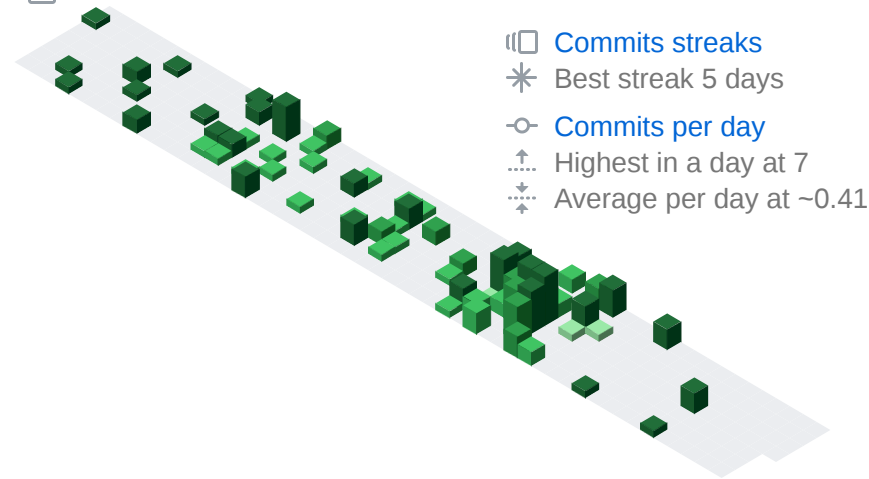 Commits streaks
Best streak 5 days
Commits per day
Highest in a day at 7
Average per day at ~0.41